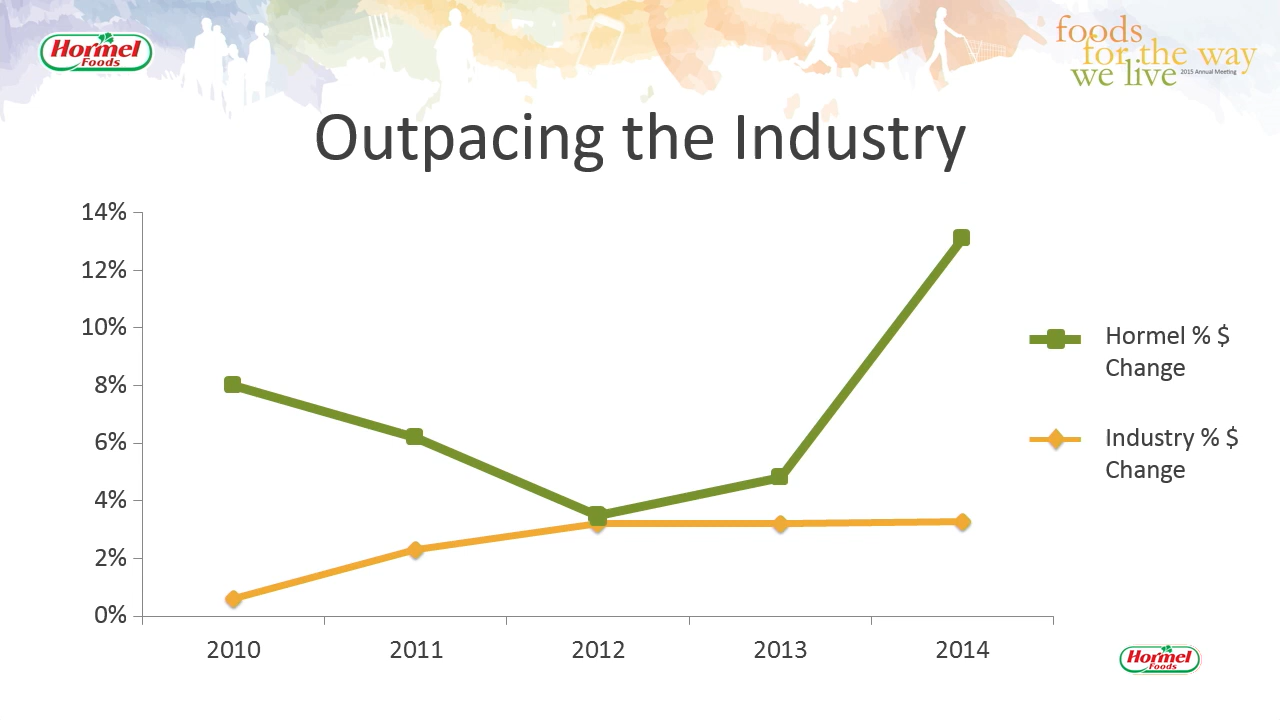 Hormel
Foods
foods
for the way
we live 2015 Annual Meeting
Outpacing the Industry
14%
12%
10%
8%
6%
4%
2%
0%
2010 2011 2012 2013 2014
Hormel % $
Change
Industry % $
Change
Hormel
Foods